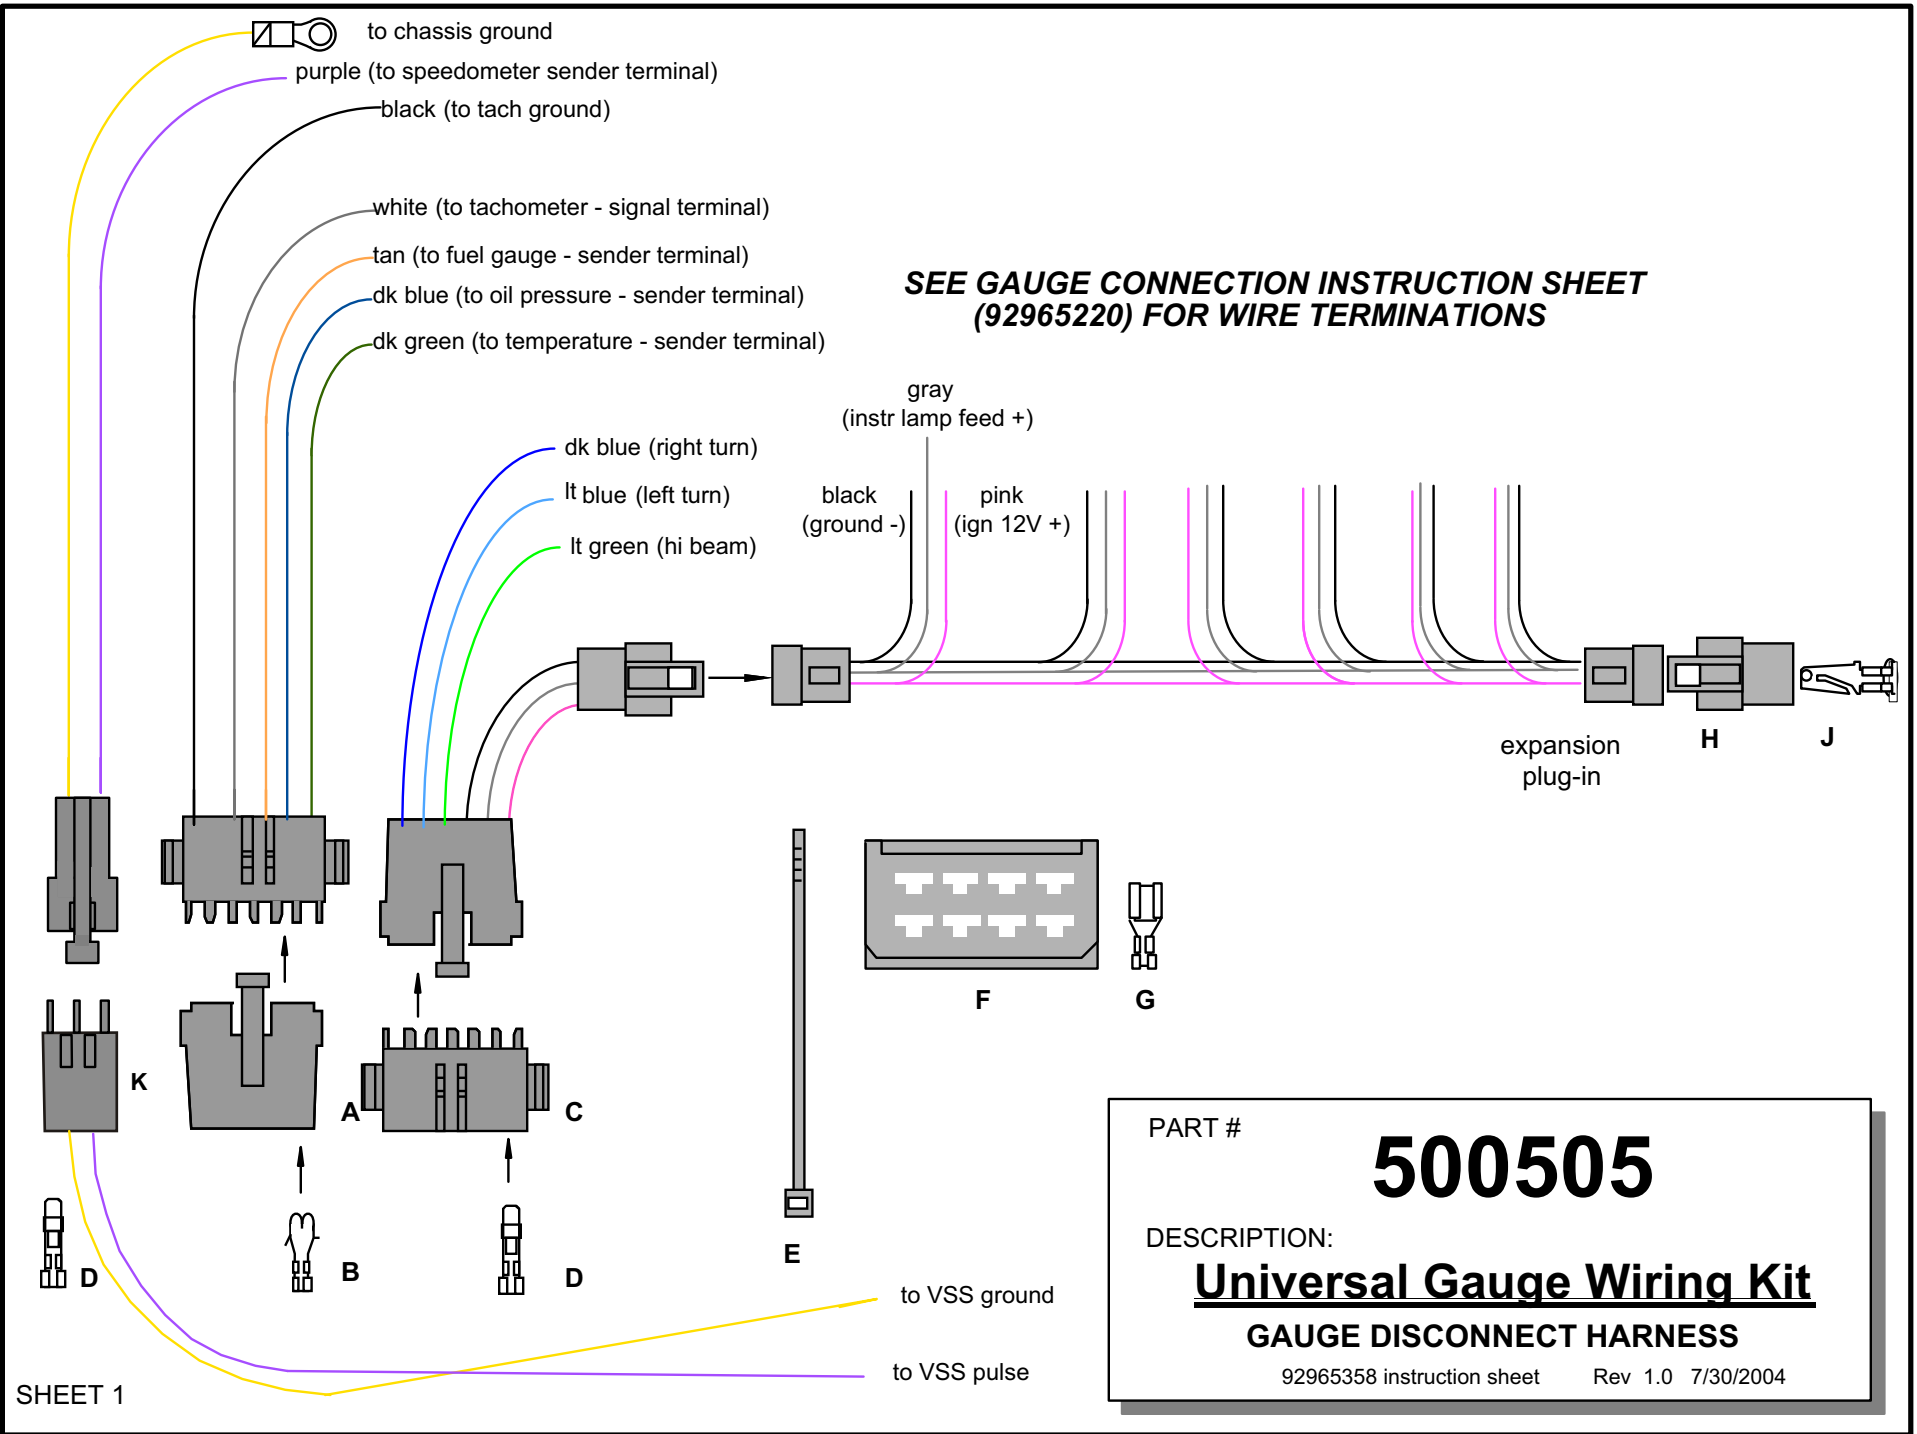 to chassis ground
purple (to speedometer sender terminal)
black (to tach ground)
white (to tachometer - signal terminal)
tan (to fuel gauge - sender terminal)
dk blue (to oil pressure - sender terminal)
dk green (to temperature - sender terminal)
SEE GAUGE CONNECTION INSTRUCTION SHEET
(92965220) FOR WIRE TERMINATIONS
gray
(instr lamp feed +)
dk blue (right turn)
lt blue (left turn)
lt green (hi beam)
black
(ground -)
pink
(ign 12V +)
expansion
plug-in
H
J
F
G
K
A
C
D
B
D
E
to VSS ground
to VSS pulse
PART #
500505
DESCRIPTION:
Universal Gauge Wiring Kit
GAUGE DISCONNECT HARNESS
92965358 instruction sheet Rev 1.0 7/30/2004
SHEET 1